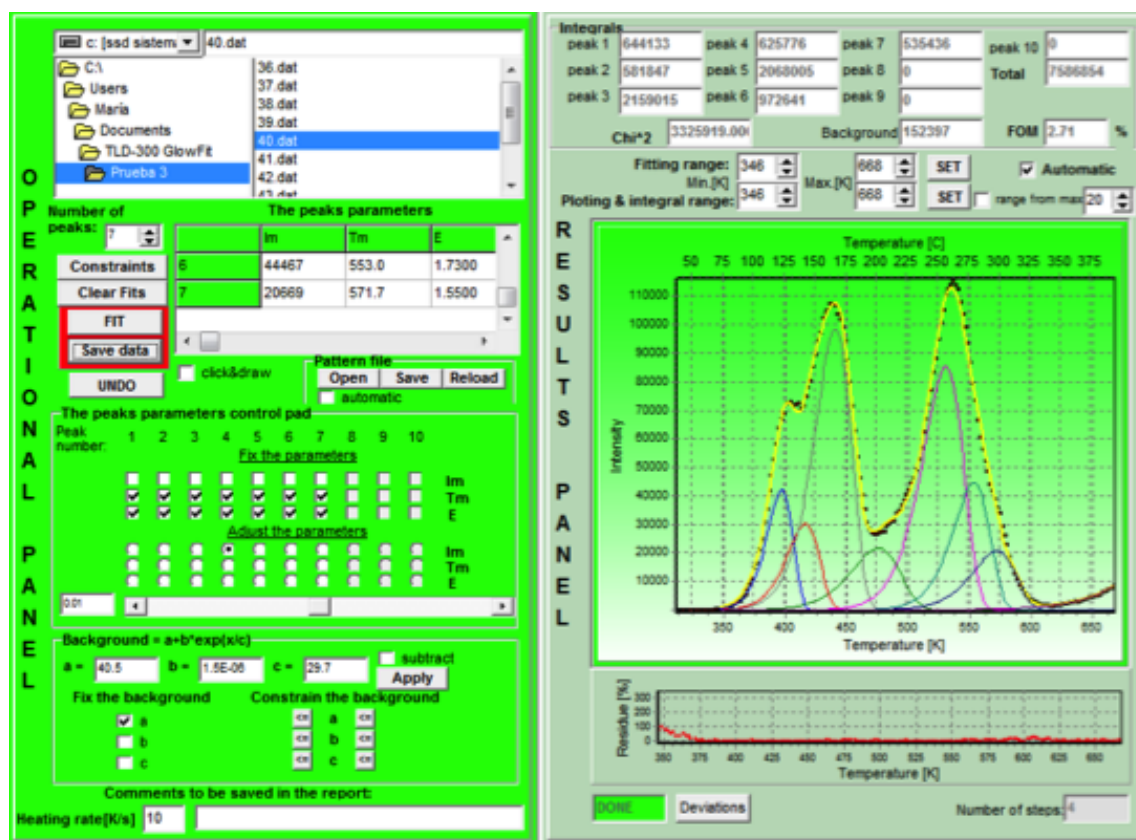 OPERATIONAL PANEL
c: [ssd sistem
40.dat
C:\
Users
Maria
Documents
TLD-300 GlowFit
Prueba 3
36.dat
37.dat
38.dat
39.dat
40.dat
41.dat
42.dat
43.dat
Number of peaks: 7
The peaks parameters
Im Tm E
6 44467 553.0 1.7300
7 20669 571.7 1.5500
Constraints
Clear Fits
FIT
Save data
UNDO
click&draw
Pattern file
Open Save Reload
automatic
The peaks parameters control pad
Peak number: 1 2 3 4 5 6 7 8 9 10
Fix the parameters
Im
Tm
E
Adjust the parameters
Im
Tm
E
0.01
Background = a+b*exp(x/c)
a = 40.5 b = 1.5E-06 c = 29.7
subtract
Apply
Fix the background
Constrain the background
a <= a <=
b <= b <=
c <= c <=
Comments to be saved in the report:
Heating rate[K/s] 10
RESULTS PANEL
Integrals
peak 1 644133 peak 4 625776 peak 7 535436 peak 10 0
peak 2 581847 peak 5 2068005 peak 8 0 Total 7586854
peak 3 2159015 peak 6 972641 peak 9 0
Chi^2 3325919.00 Background 152397 FOM 2.71 %
Fitting range: 346 668 SET Automatic
Min.[K] Max.[K]
Ploting & integral range: 346 668 SET range from max 20
Temperature [C]
50 75 100 125 150 175 200 225 250 275 300 325 350 375
Intensity
110000
100000
90000
80000
70000
60000
50000
40000
30000
20000
10000
350 400 450 500 550 600 650
Temperature [K]
Residue [%]
300
200
100
0
350 375 400 425 450 475 500 525 550 575 600 625 650
Temperature [K]
DONE
Deviations
Number of steps: 4